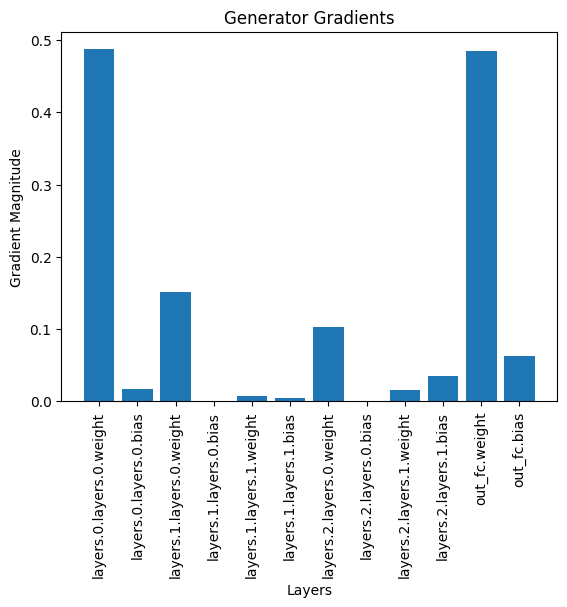 Generator Gradients
Gradient Magnitude
0.5
0.4
0.3
0.2
0.1
0.0
layers.0.layers.0.weight
layers.0.layers.0.bias
layers.1.layers.0.weight
layers.1.layers.0.bias
layers.1.layers.1.weight
layers.1.layers.1.bias
layers.2.layers.0.weight
layers.2.layers.0.bias
layers.2.layers.1.weight
layers.2.layers.1.bias
out_fc.weight
out_fc.bias
Layers